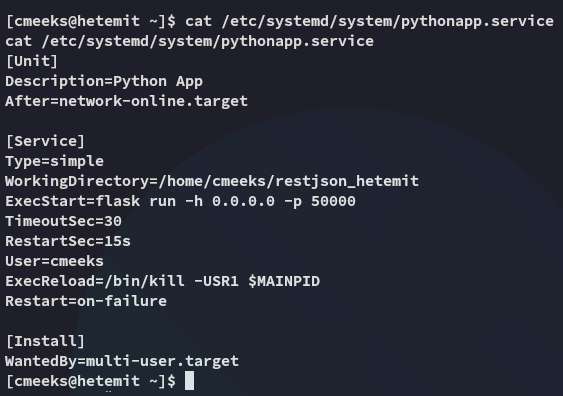 [cmeeks@hetemit ~]$ cat /etc/systemd/system/pythonapp.service
cat /etc/systemd/system/pythonapp.service
[Unit]
Description=Python App
After=network-online.target
[Service]
Type=simple
WorkingDirectory=/home/cmeeks/restjson_hetemit
ExecStart=flask run -h 0.0.0.0 -p 50000
TimeoutSec=30
RestartSec=15s
User=cmeeks
ExecReload=/bin/kill -USR1 $MAINPID
Restart=on-failure
[Install]
WantedBy=multi-user.target
[cmeeks@hetemit ~]$